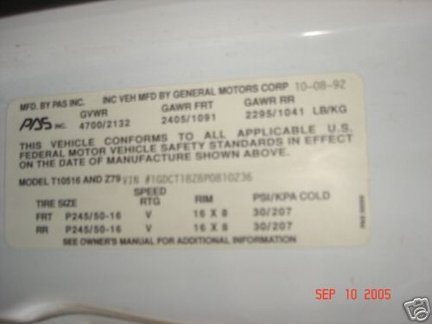 MFD. BY PAS INC. INC VEH MFD BY GENERAL MOTORS CORP 10-08-92
GVWR GAWR FRT GAWR RR
PAS INC. 4700/2132 2405/1091 2295/1041 LB/KG
THIS VEHICLE CONFORMS TO ALL APPLICABLE U.S.
FEDERAL MOTOR VEHICLE SAFETY STANDARDS IN EFFECT
ON THE DATE OF MANUFACTURE SHOWN ABOVE.
MODEL T10516 AND Z79 VIN #1GDCT18Z8P0810236
TIRE SIZE SPEED RTG RIM PSI/KPA COLD
FRT P245/50-16 V 16 X 8 30/207
RR P245/50-16 V 16 X 8 30/207
SEE OWNER'S MANUAL FOR ADDITIONAL INFORMATION
SEP 10 2005